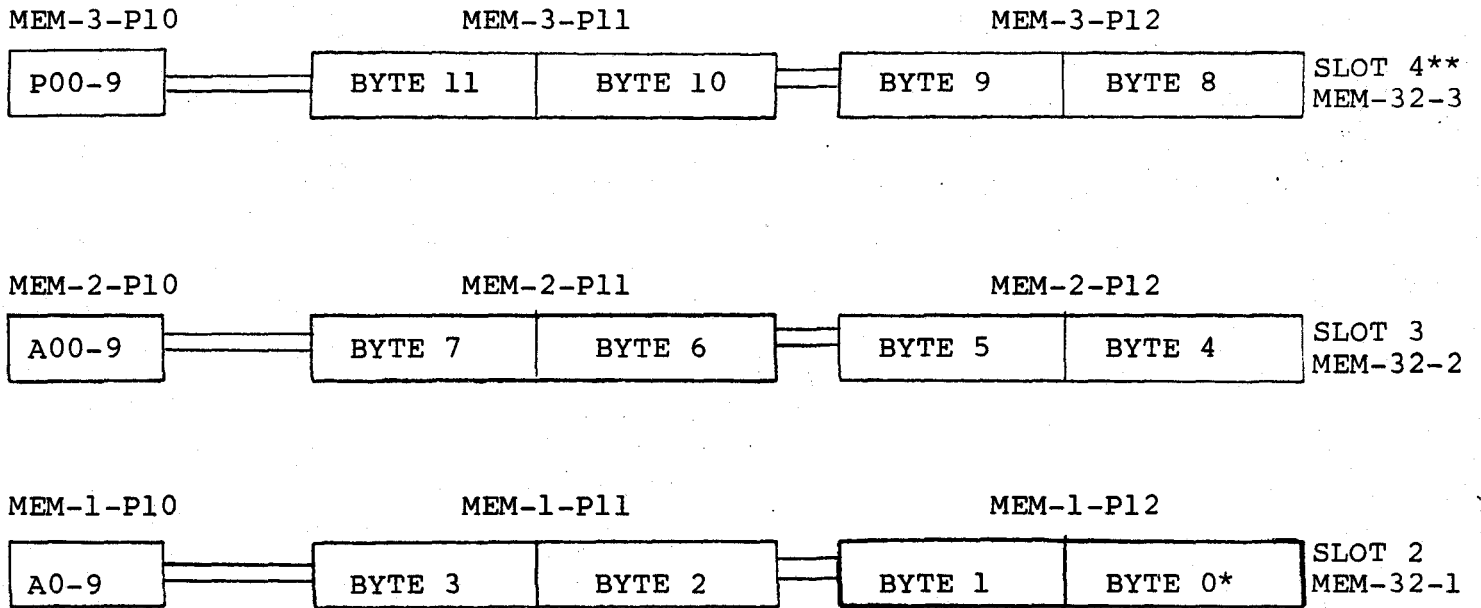 MEM-3-P10 MEM-3-P11 MEM-3-P12
P00-9 BYTE 11 BYTE 10 BYTE 9 BYTE 8 SLOT 4**
MEM-32-3
MEM-2-P10 MEM-2-P11 MEM-2-P12
A00-9 BYTE 7 BYTE 6 BYTE 5 BYTE 4 SLOT 3
MEM-32-2
MEM-1-P10 MEM-1-P11 MEM-1-P12
A0-9 BYTE 3 BYTE 2 BYTE 1 BYTE 0* SLOT 2
MEM-32-1